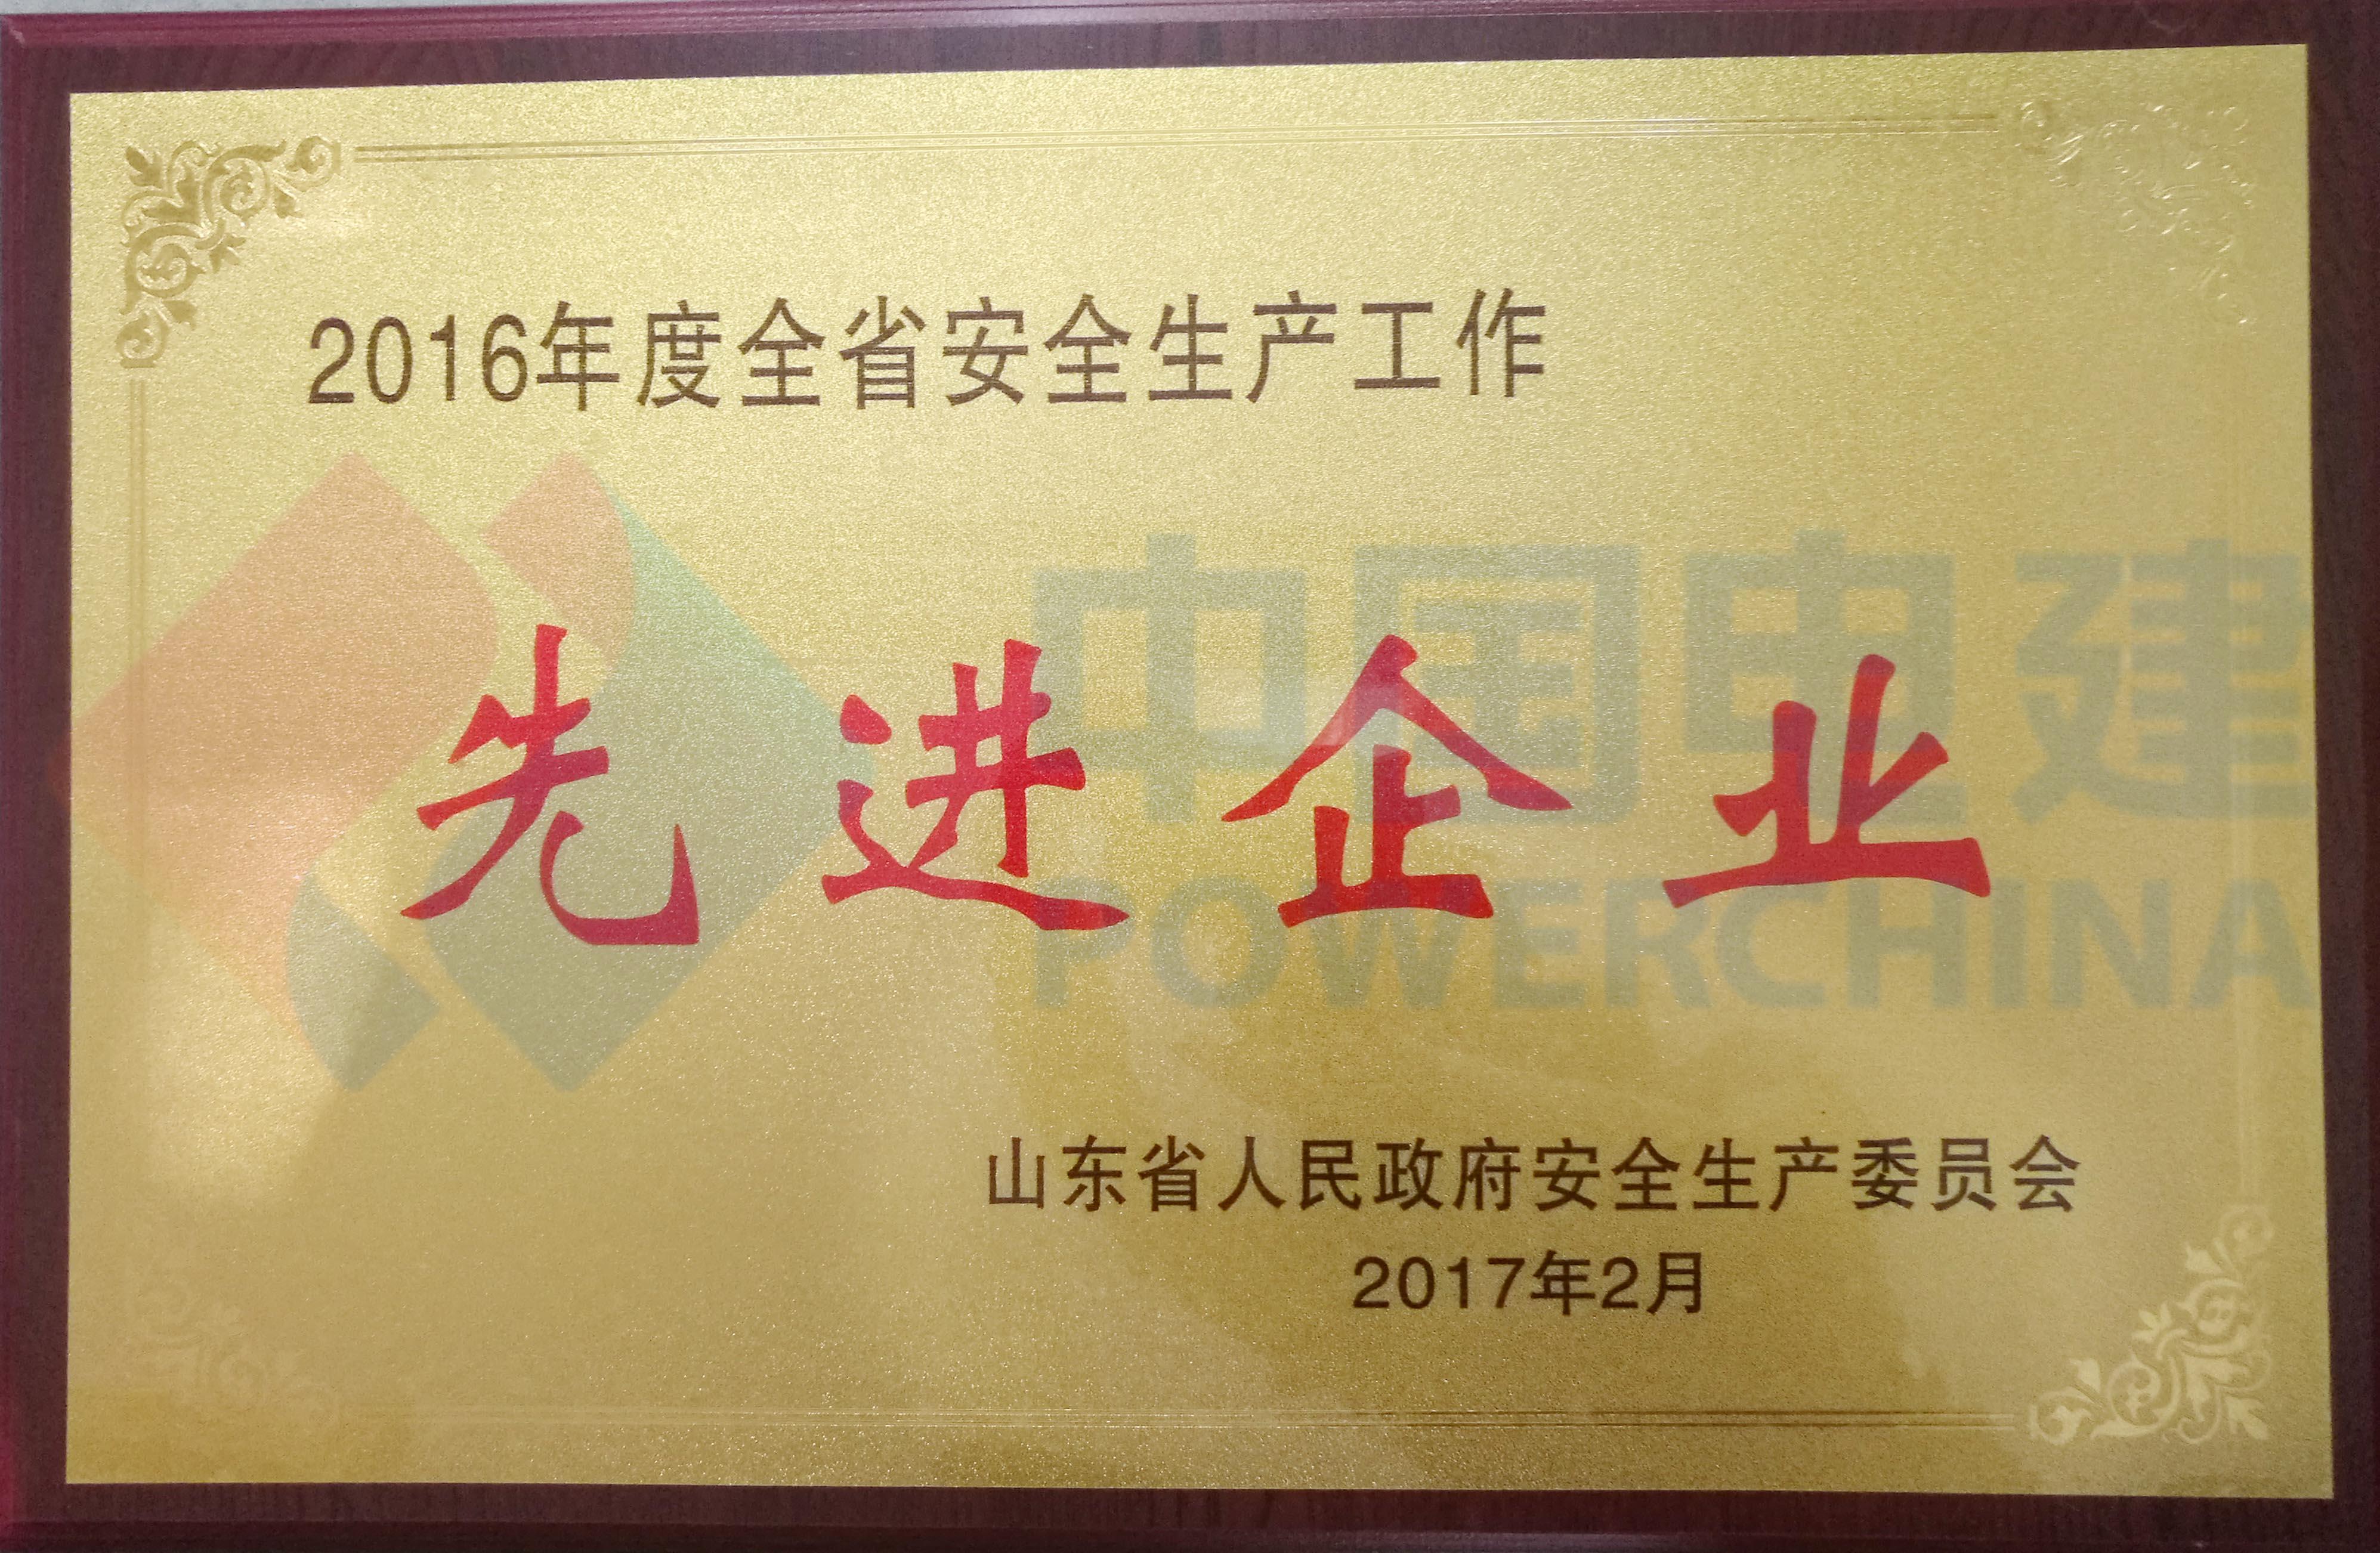 2016年度全省安全生产工作
中国电建
先进企业
POWERCHINA
山东省人民政府安全生产委员会
2017年2月